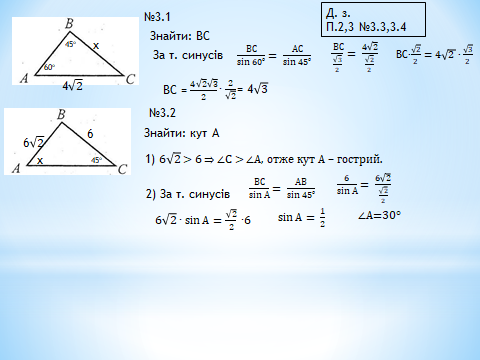 №3.1
Знайти: BC
За т. синусів BC/sin 60° = AC/sin 45° BC/(√3/2) = 4√2/(√2/2) BC·√2/2 = 4√2 · √3/2
BC = 4√2√3/2 · 2/√2 = 4√3
Д. з.
П.2,3 №3.3,3.4
B
45°
x
60°
A
C
4√2
№3.2
Знайти: кут А
1) 6√2 > 6 ⇒ ∠C > ∠A, отже кут А – гострий.
2) За т. синусів BC/sin A = AB/sin 45° 6/sin A = 6√2/(√2/2)
6√2 · sin A = √2/2 ·6 sin A = 1/2 ∠A=30°
B
6√2
6
x
45°
A
C